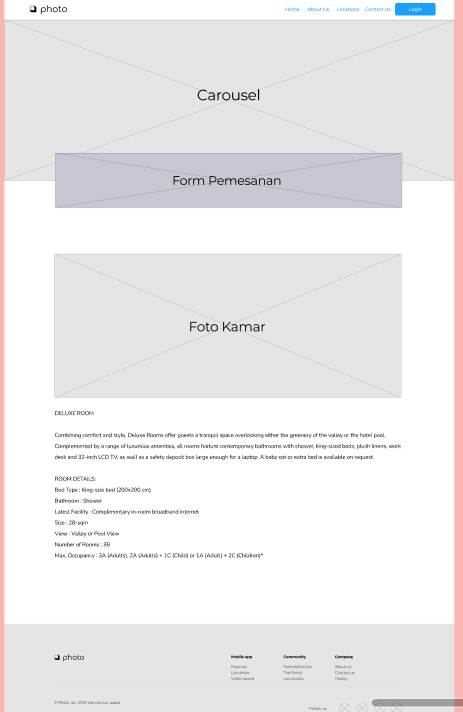 photo
Home About Us Locations Contact Us Login
Carousel
Form Pemesanan
Foto Kamar
DELUXE ROOM
Combining comfort and style, Deluxe Rooms offer guests a tranquil space overlooking either the greenery of the valley or the hotel pool.
Complemented by a range of luxurious amenities, all rooms feature contemporary bathrooms with shower, king-sized beds, plush linens, work
desk and 32-inch LCD TV, as wall as a safety deposit box large enough for a laptop. A baby cot or extra bed is available on request.
ROOM DETAILS:
Bed Type : King-size bed (200x200 cm)
Bathroom : Shower
Latest Facility : Complimentary in-room broadband internet
Size : 28-sqm
View : Valley or Pool View
Number of Rooms : 38
Max. Occupancy : 3A (Adults), 2A (Adults) + 1C (Child) or 1A (Adult) + 2C (Children)*
photo
Mobile app Community Company
Features
Live share
Video record
Featured artists
The Portal
Live events
About us
Contact us
History
© Photo, Inc. 2019. We love our users!
Follow us: